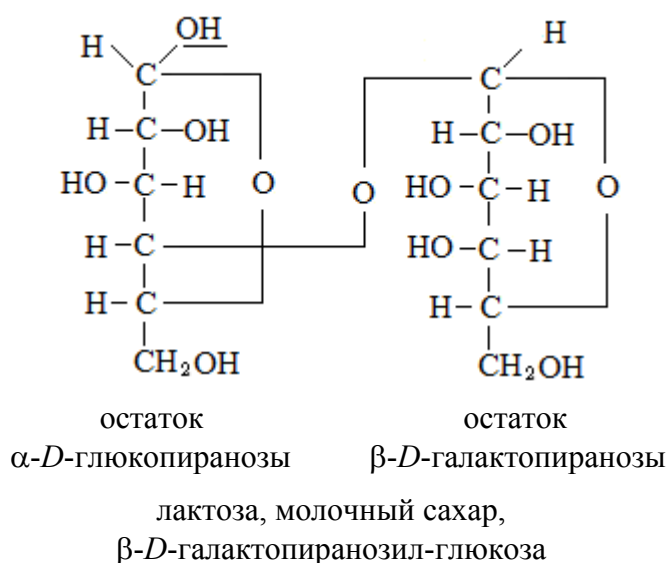 H OH H
C C
H–C–OH H–C–OH
HO–C–H O O HO–C–H O
H–C HO–C–H
H–C H–C
CH₂OH CH₂OH
остаток остаток
α-D-глюкопиранозы β-D-галактопиранозы
лактоза, молочный сахар,
β-D-галактопиранозил-глюкоза